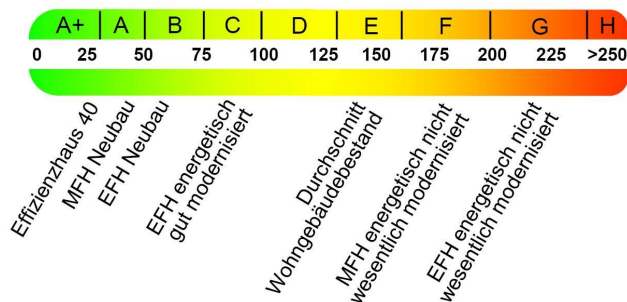 A+ A B C D E F G H
0 25 50 75 100 125 150 175 200 225 >250
Effizienzhaus 40
MFH Neubau
EFH Neubau
EFH energetisch
gut modernisiert
Durchschnitt
Wohngebäudebestand
MFH energetisch nicht
wesentlich modernisiert
EFH energetisch nicht
wesentlich modernisiert